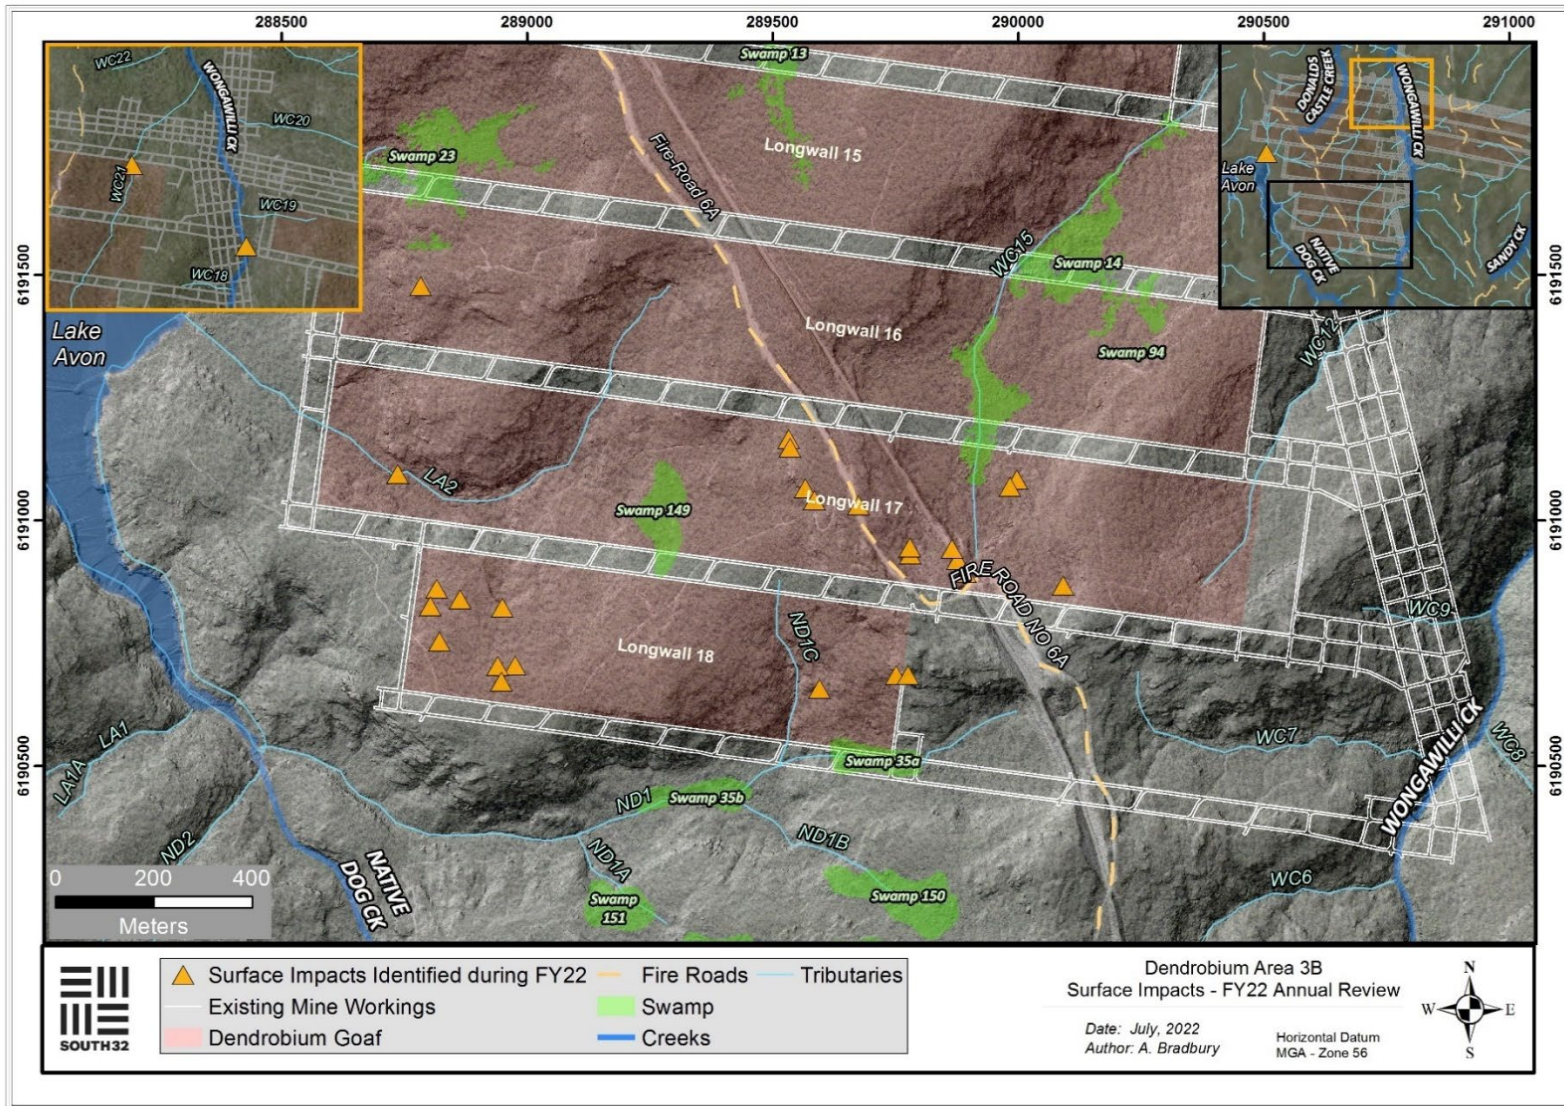 288500
289000
289500
290000
290500
291000
6191500
6191000
6190500
6191500
6191000
6190500
WC22
WONGAWILLI CK
WC20
WC21
WC19
WC18
DONALDS
CASTLE CREEK
WONGAWILLI CK
Lake
Avon
NATIVE
DOG CK
SANDY CK
Swamp 13
Longwall 15
Swamp 23
Fire-Road 6A
WC15
Swamp 14
Lake
Avon
Longwall 16
Swamp 94
WC12
LA2
Swamp 149
Longwall 17
FIRE ROAD NO 6A
WC9
ND1C
Longwall 18
LA1
LA1A
WC7
WC8
WONGAWILLI CK
Swamp 35a
Swamp 35b
ND1
ND1B
ND2
ND1A
NATIVE
DOG CK
Swamp
151
Swamp 150
WC6
0 200 400
Meters
SOUTH32
Surface Impacts Identified during FY22
Fire Roads
Tributaries
Existing Mine Workings
Swamp
Dendrobium Goaf
Creeks
Dendrobium Area 3B
Surface Impacts - FY22 Annual Review
Date: July, 2022
Author: A. Bradbury
Horizontal Datum
MGA - Zone 56
N
W
E
S